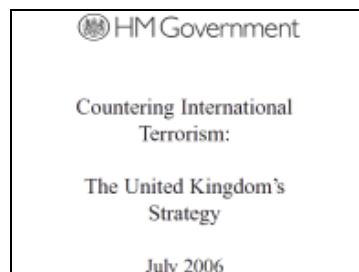 HM Government
Countering International
Terrorism:
The United Kingdom's
Strategy
July 2006